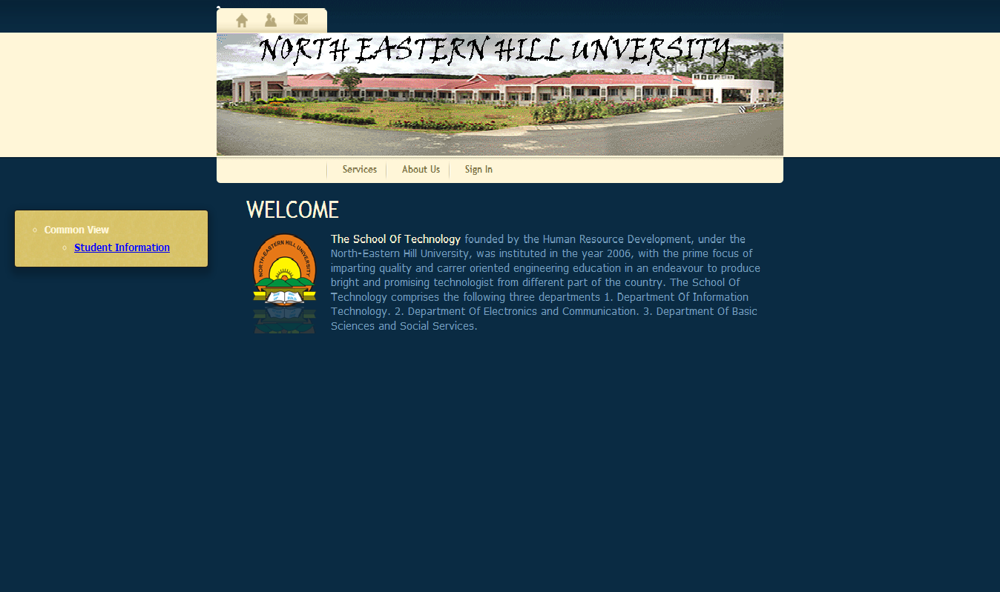 NORTH EASTERN HILL UNVERSITY
Services
About Us
Sign In
Common View
Student Information
WELCOME
NORTH-EASTERN HILL UNIVERSITY
The School Of Technology founded by the Human Resource Development, under the
North-Eastern Hill University, was instituted in the year 2006, with the prime focus of
imparting quality and carrer oriented engineering education in an endeavour to produce
bright and promising technologist from different part of the country. The School Of
Technology comprises the following three departments 1. Department Of Information
Technology. 2. Department Of Electronics and Communication. 3. Department Of Basic
Sciences and Social Services.